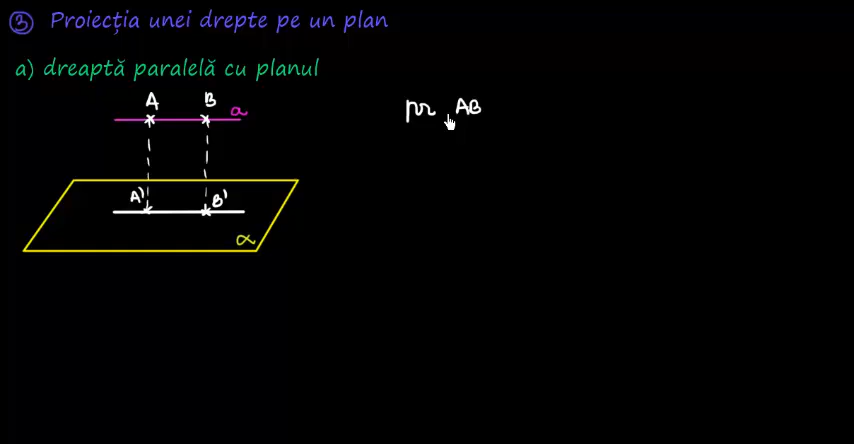 ③ Proiecția unei drepte pe un plan
a) dreaptă paralelă cu planul
A B a
pr AB
A' B'
α